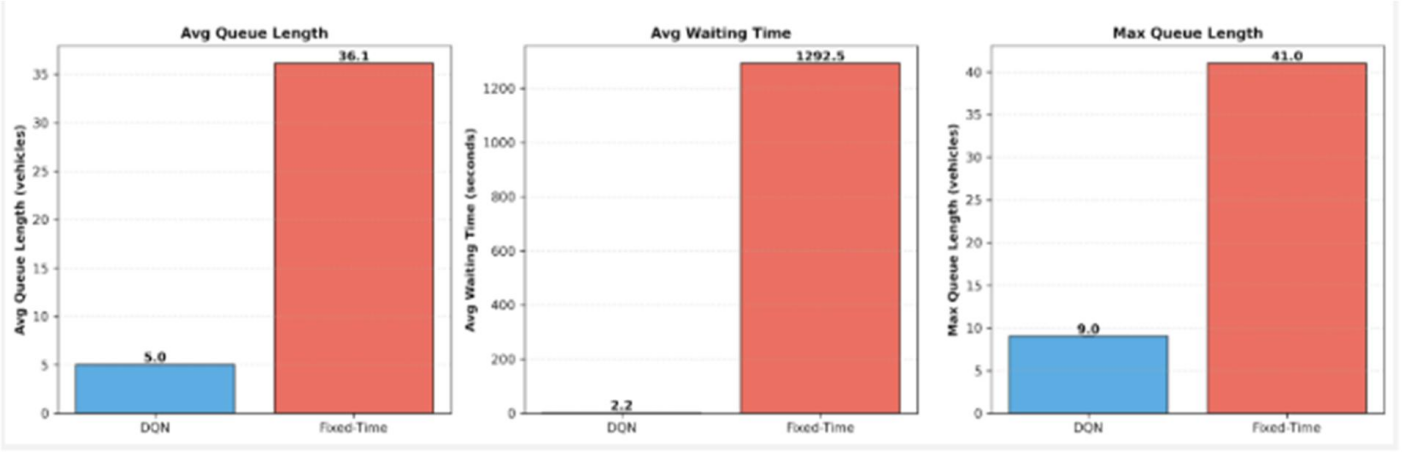 Avg Queue Length
Avg Queue Length (vehicles)
35
30
25
20
15
10
5
0
36.1
5.0
DQN
Fixed-Time
Avg Waiting Time
Avg Waiting Time (seconds)
1200
1000
800
600
400
200
0
1292.5
2.2
DQN
Fixed-Time
Max Queue Length
Max Queue Length (vehicles)
40
35
30
25
20
15
10
5
0
41.0
9.0
DQN
Fixed-Time